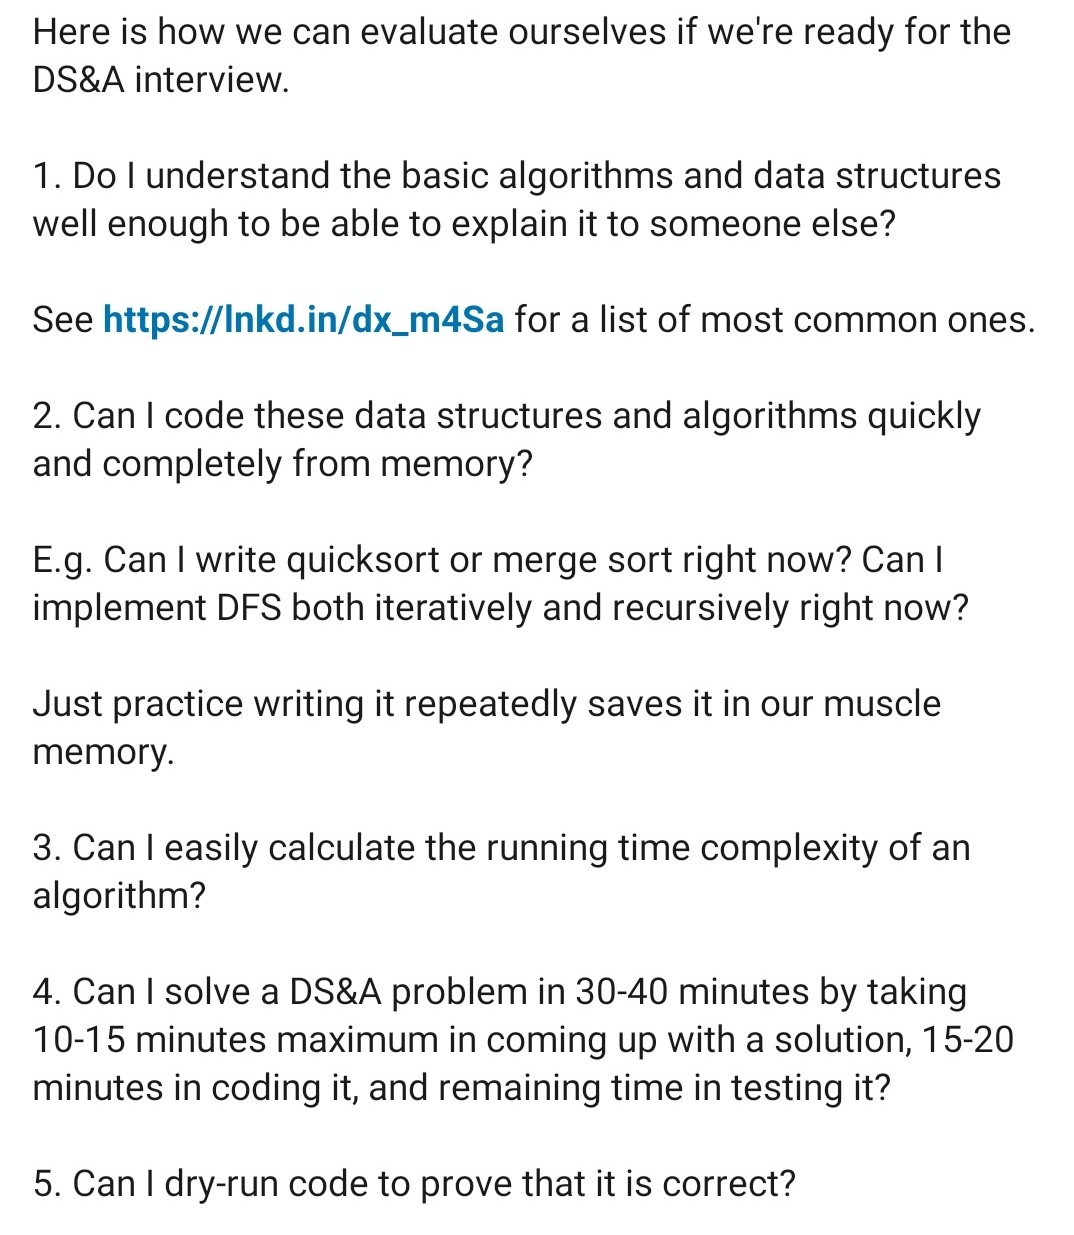 Here is how we can evaluate ourselves if we're ready for the
DS&A interview.
1. Do I understand the basic algorithms and data structures
well enough to be able to explain it to someone else?
See https://lnkd.in/dx_m4Sa for a list of most common ones.
2. Can I code these data structures and algorithms quickly
and completely from memory?
E.g. Can I write quicksort or merge sort right now? Can I
implement DFS both iteratively and recursively right now?
Just practice writing it repeatedly saves it in our muscle
memory.
3. Can I easily calculate the running time complexity of an
algorithm?
4. Can I solve a DS&A problem in 30-40 minutes by taking
10-15 minutes maximum in coming up with a solution, 15-20
minutes in coding it, and remaining time in testing it?
5. Can I dry-run code to prove that it is correct?